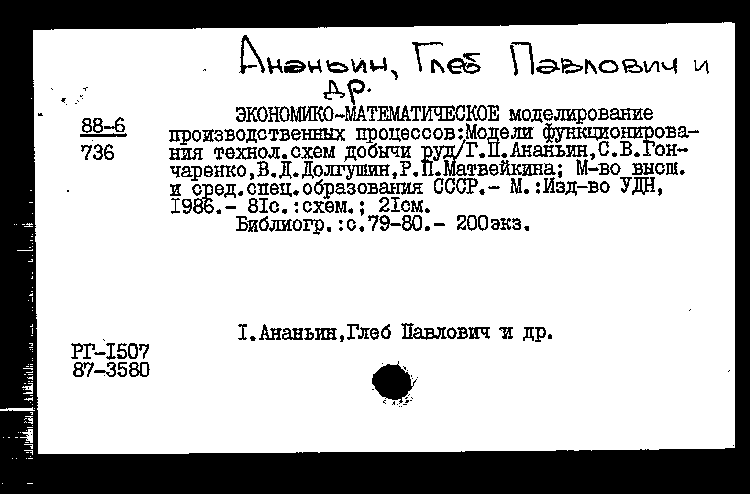 Ананьин, Глеб Павлович и
др.
88-6
736
ЭКОНОМИКО-МАТЕМАТИЧЕСКОЕ моделирование
производственных процессов:Модели функционирова-
ния технол.схем добычи руд/Г.П.Ананьин,С.В.Гон-
чаренко,В.Д.Долгушин,Р.П.Матвейкина; М-во высш.
и сред.спец.образования СССР.- М.:Изд-во УДН,
1986.- 81с.:схем.; 21см.
Библиогр.:с.79-80.- 200экз.
I.Ананьин,Глеб Павлович и др.
РГ-1507
87-3580